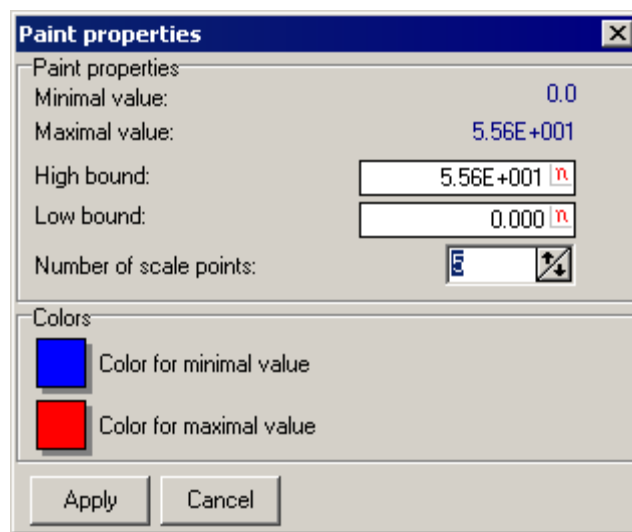 Paint properties
Paint properties
Minimal value: 0.0
Maximal value: 5.56E+001
High bound: 5.56E+001 n
Low bound: 0.000 n
Number of scale points:
Colors
Color for minimal value
Color for maximal value
Apply Cancel